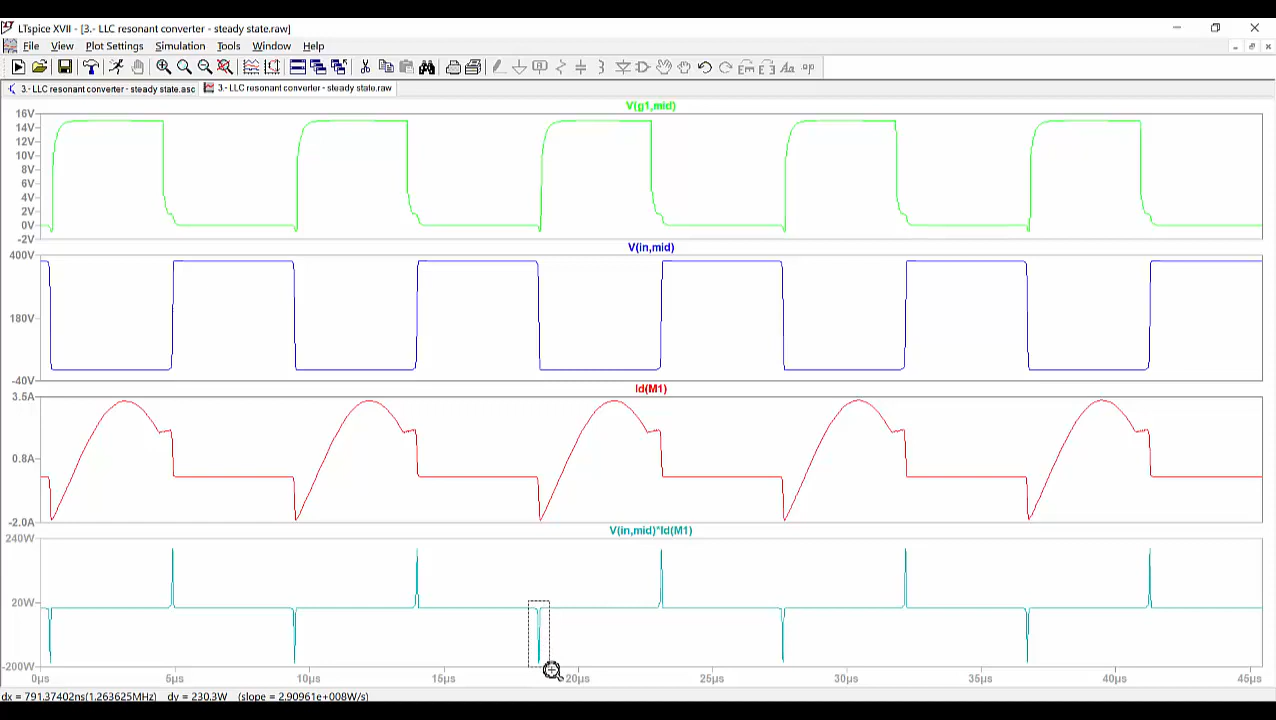 LTspice XVII - [3.- LLC resonant converter - steady state.raw]
File View Plot Settings Simulation Tools Window Help
3.- LLC resonant converter - steady state.asc 3.- LLC resonant converter - steady state.raw
V(g1,mid)
16V
14V
12V
10V
8V
6V
4V
2V
0V
-2V
V(in,mid)
400V
180V
-40V
Id(M1)
3.5A
0.8A
-2.0A
V(in,mid)*Id(M1)
240W
20W
-200W
0µs 5µs 10µs 15µs 20µs 25µs 30µs 35µs 40µs 45µs
dx = 791.37402ns(1.263625MHz) dy = 230.3W (slope = 2.90961e+008W/s)